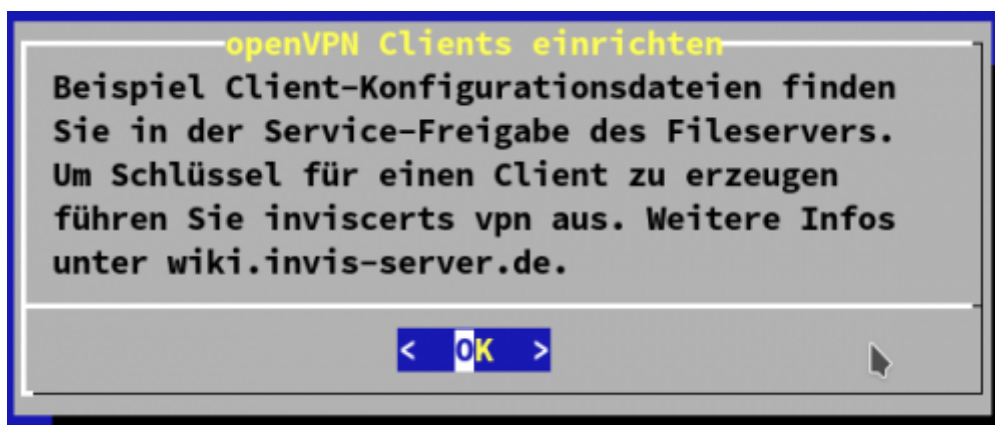 openVPN Clients einrichten
Beispiel Client-Konfigurationsdateien finden
Sie in der Service-Freigabe des Fileservers.
Um Schlüssel für einen Client zu erzeugen
führen Sie inviscerts vpn aus. Weitere Infos
unter wiki.invis-server.de.
< OK >